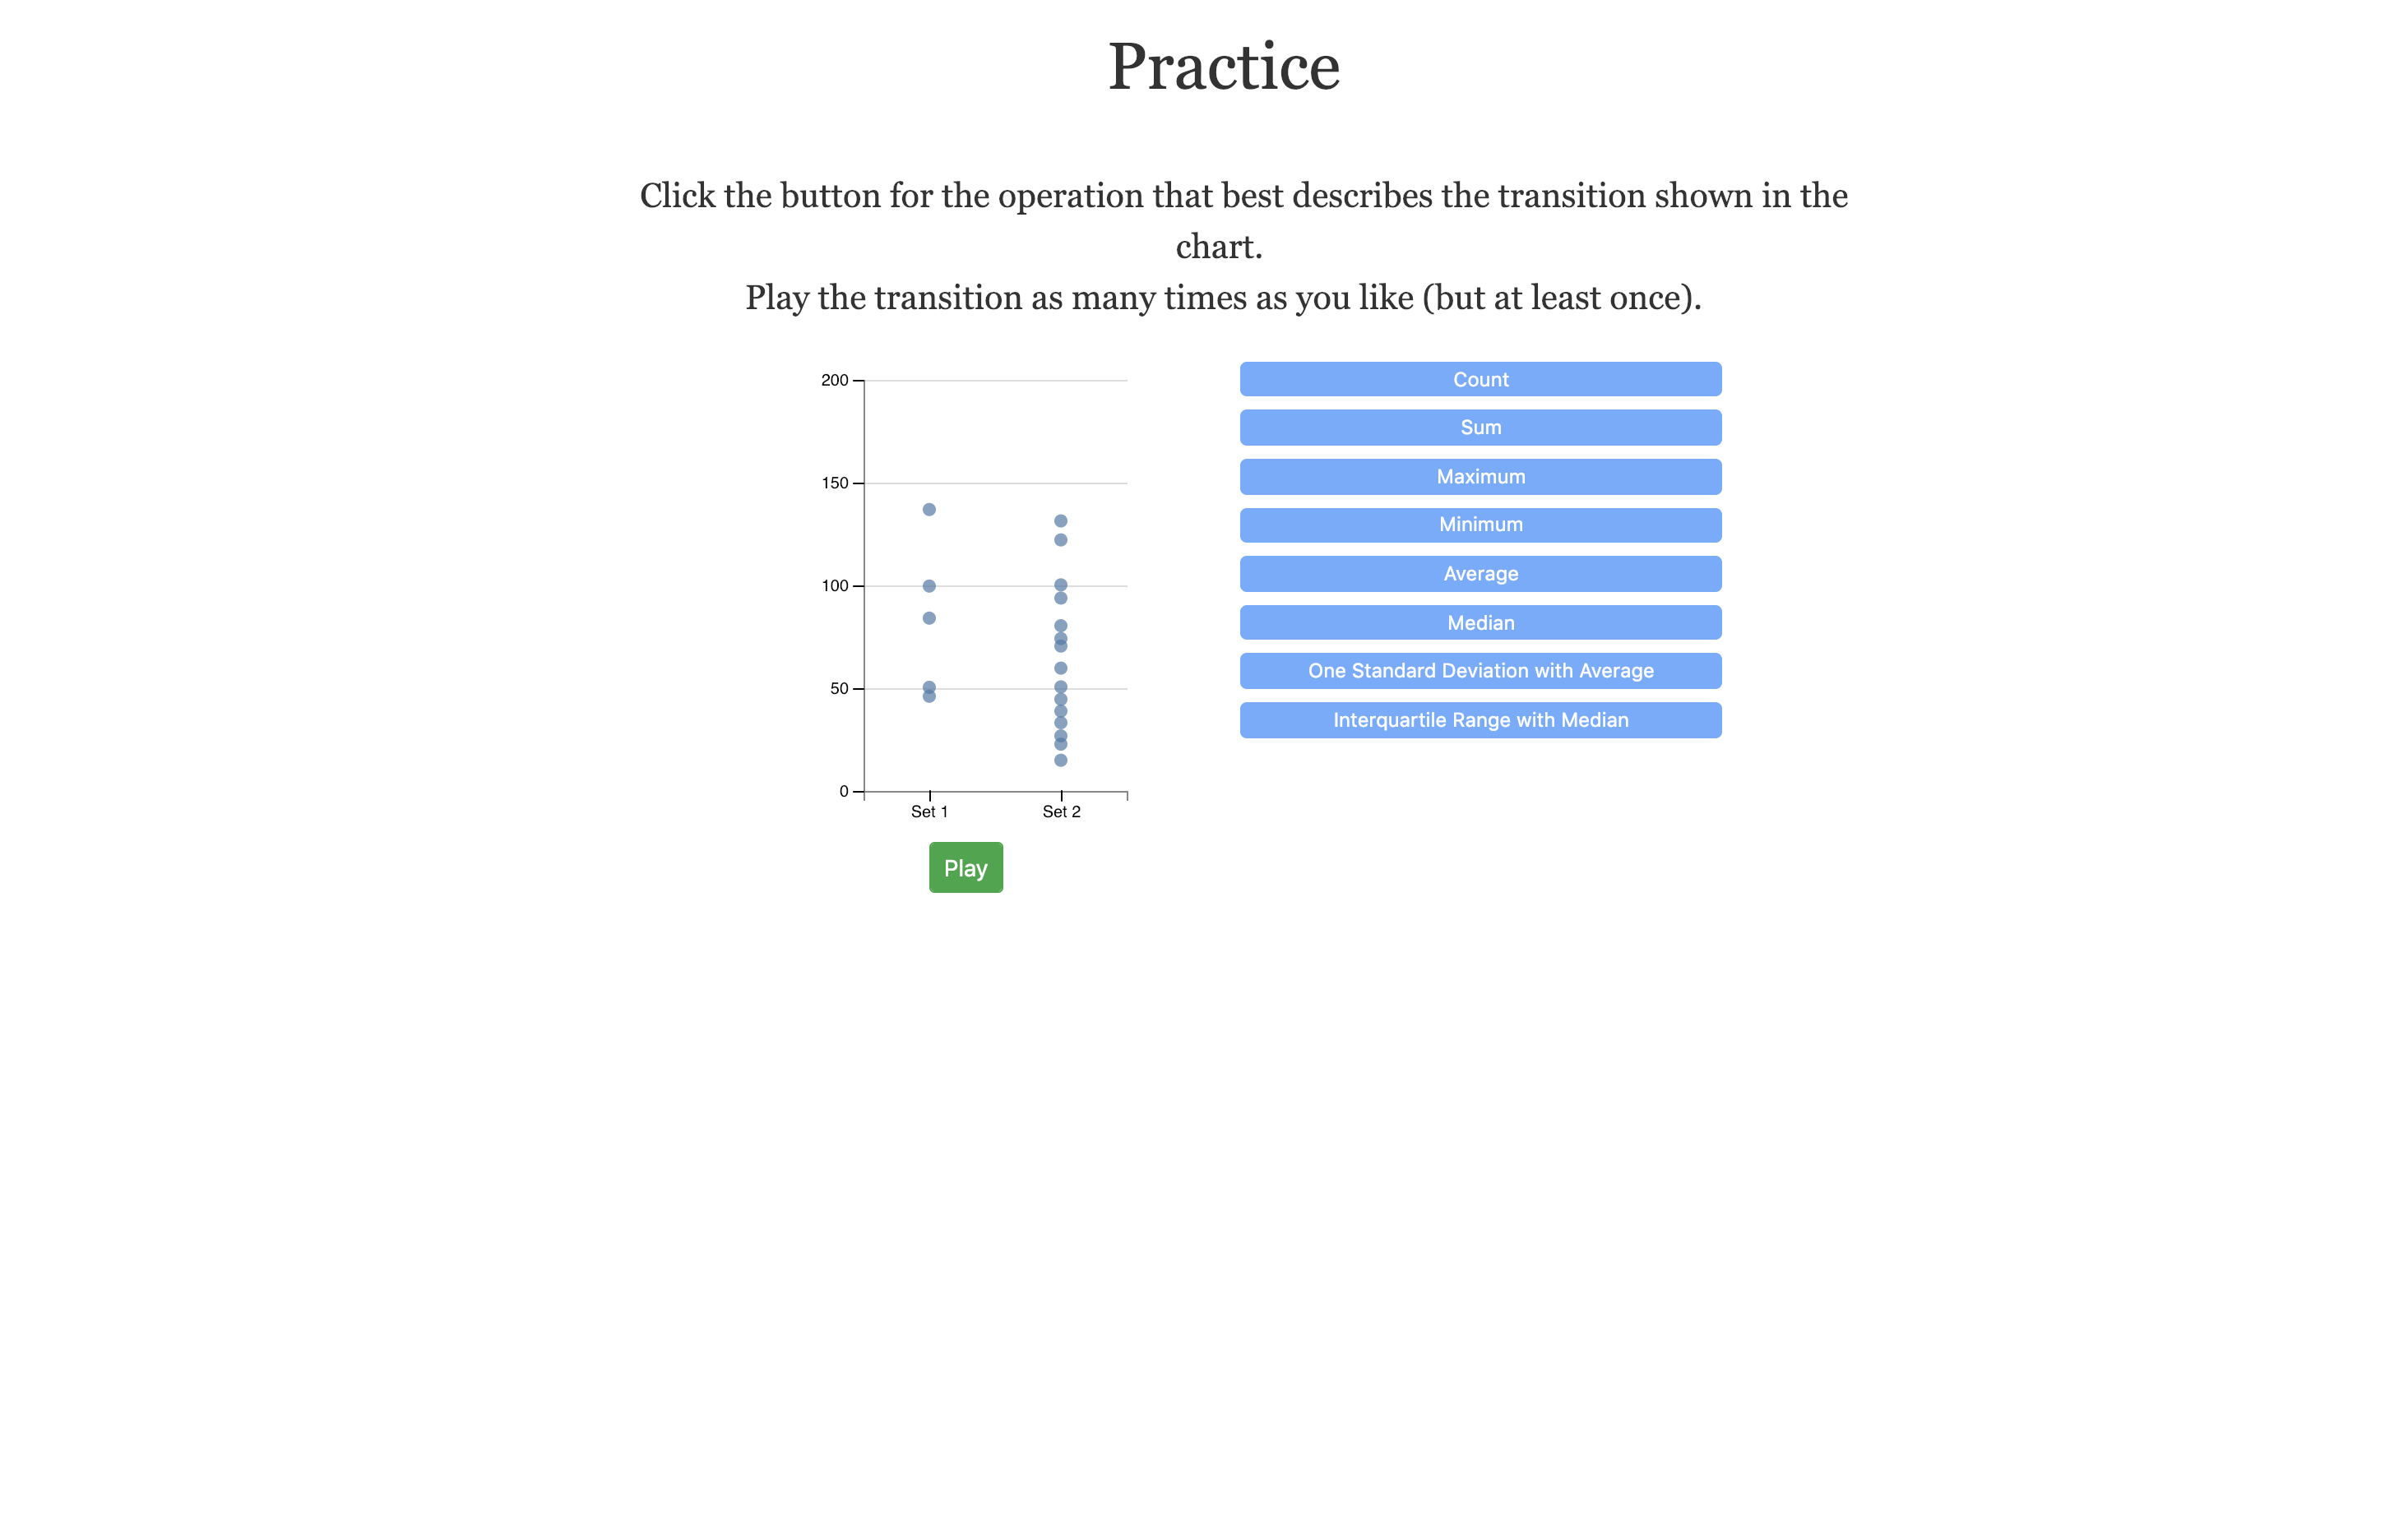 Practice
Click the button for the operation that best describes the transition shown in the
chart.
Play the transition as many times as you like (but at least once).
200
150
100
50
0
Set 1
Set 2
Play
Count
Sum
Maximum
Minimum
Average
Median
One Standard Deviation with Average
Interquartile Range with Median